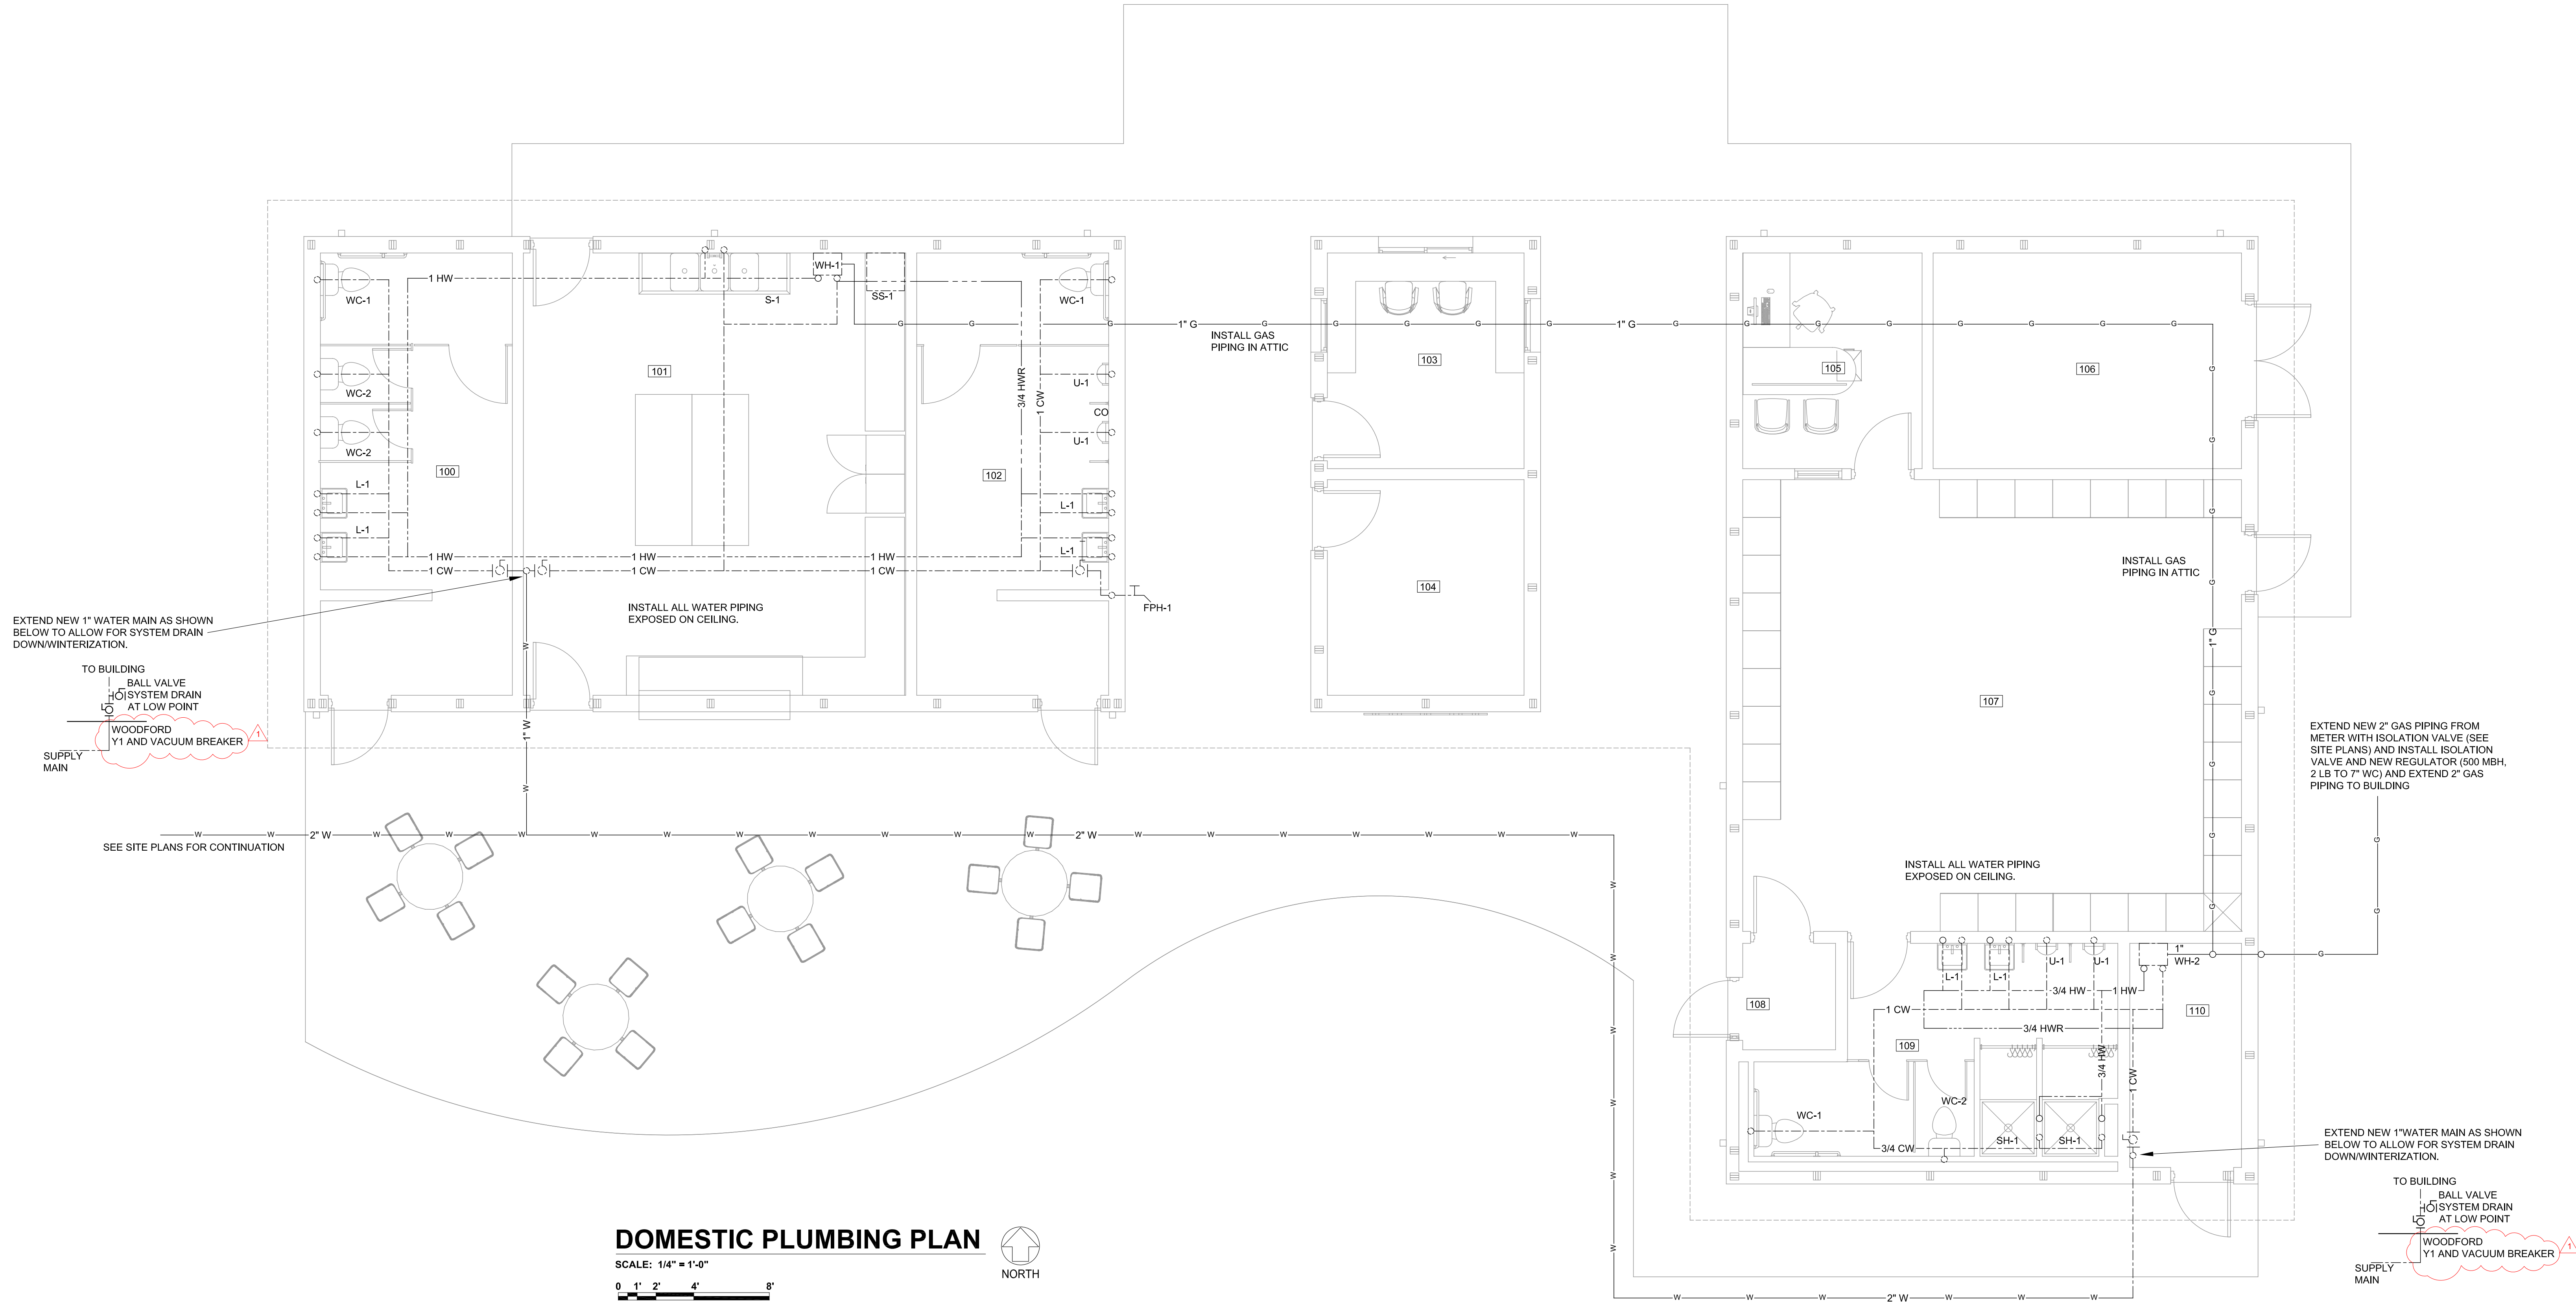 1 HW
WH-1
WC-1
S-1
SS-1
WC-1
G
G
G
1" G
G
G
G
G
G
1" G
G
G
G
G
G
G
G
G
INSTALL GAS
PIPING IN ATTIC
101
103
105
106
G
WC-2
U-1
3/4 HWR
1 CW
CO
WC-2
U-1
G
100
102
L-1
L-1
G
L-1
L-1
1 HW
1 HW
1 HW
1 CW
1 CW
1 CW
104
INSTALL GAS
PIPING IN ATTIC
G
FPH-1
INSTALL ALL WATER PIPING
EXPOSED ON CEILING.
EXTEND NEW 1" WATER MAIN AS SHOWN
BELOW TO ALLOW FOR SYSTEM DRAIN
DOWN/WINTERIZATION.
W
1" G
TO BUILDING
BALL VALVE
SYSTEM DRAIN
AT LOW POINT
WOODFORD
Y1 AND VACUUM BREAKER
1
SUPPLY
MAIN
1" W
W
107
G
G
G
EXTEND NEW 2" GAS PIPING FROM
METER WITH ISOLATION VALVE (SEE
SITE PLANS) AND INSTALL ISOLATION
VALVE AND NEW REGULATOR (500 MBH,
2 LB TO 7" WC) AND EXTEND 2" GAS
PIPING TO BUILDING
W
W
2" W
W
W
W
W
W
W
W
W
W
2" W
W
W
W
W
W
W
W
SEE SITE PLANS FOR CONTINUATION
INSTALL ALL WATER PIPING
EXPOSED ON CEILING.
G
G
G
G
W
W
W
W
W
W
L-1
L-1
U-1
U-1
1"
WH-2
3/4 HW
1 HW
108
1 CW
110
3/4 HWR
109
3/4 HW
1 CW
WC-1
WC-2
SH-1
SH-1
3/4 CW
EXTEND NEW 1"WATER MAIN AS SHOWN
BELOW TO ALLOW FOR SYSTEM DRAIN
DOWN/WINTERIZATION.
TO BUILDING
BALL VALVE
SYSTEM DRAIN
AT LOW POINT
WOODFORD
Y1 AND VACUUM BREAKER
1
SUPPLY
MAIN
W
W
W
2" W
W
W
W
DOMESTIC PLUMBING PLAN
SCALE: 1/4" = 1'-0"
0 1' 2' 4' 8'
NORTH